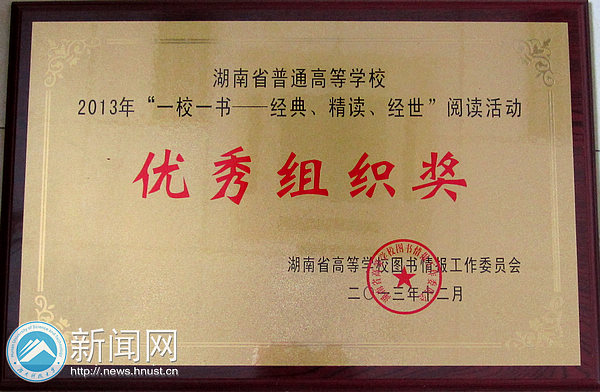 湖南省普通高等学校
2013年“一校一书——经典、精读、经世”阅读活动
优秀组织奖
湖南省高等学校图书情报工作委员会
二〇一三年十二月
新闻网
http://news.hnust.cn